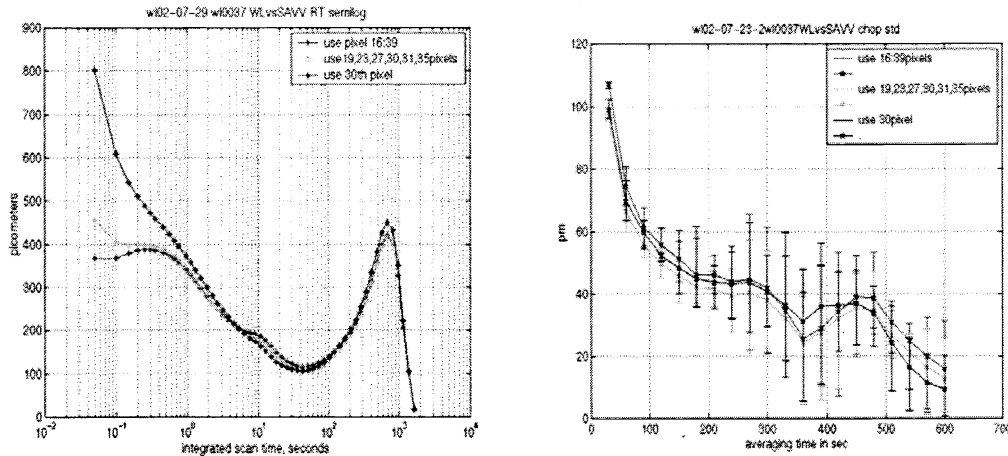 wl02-07-29 wl0037 WLvsSAVV RT semilog
use pixel 16:39
use 19,23,27,30,31,35pixels
use 30th pixel
picometers
900
800
700
600
500
400
300
200
100
0
10^-2
10^-1
10^0
10^1
10^2
10^3
10^4
integrated scan time, seconds
wl02-07-23-2wl0037WLvsSAVV chop std
use 16:39pixels
use 19,23,27,30,31,35pixels
use 30pixel
pm
120
100
80
60
40
20
0
0
100
200
300
400
500
600
700
averaging time in sec